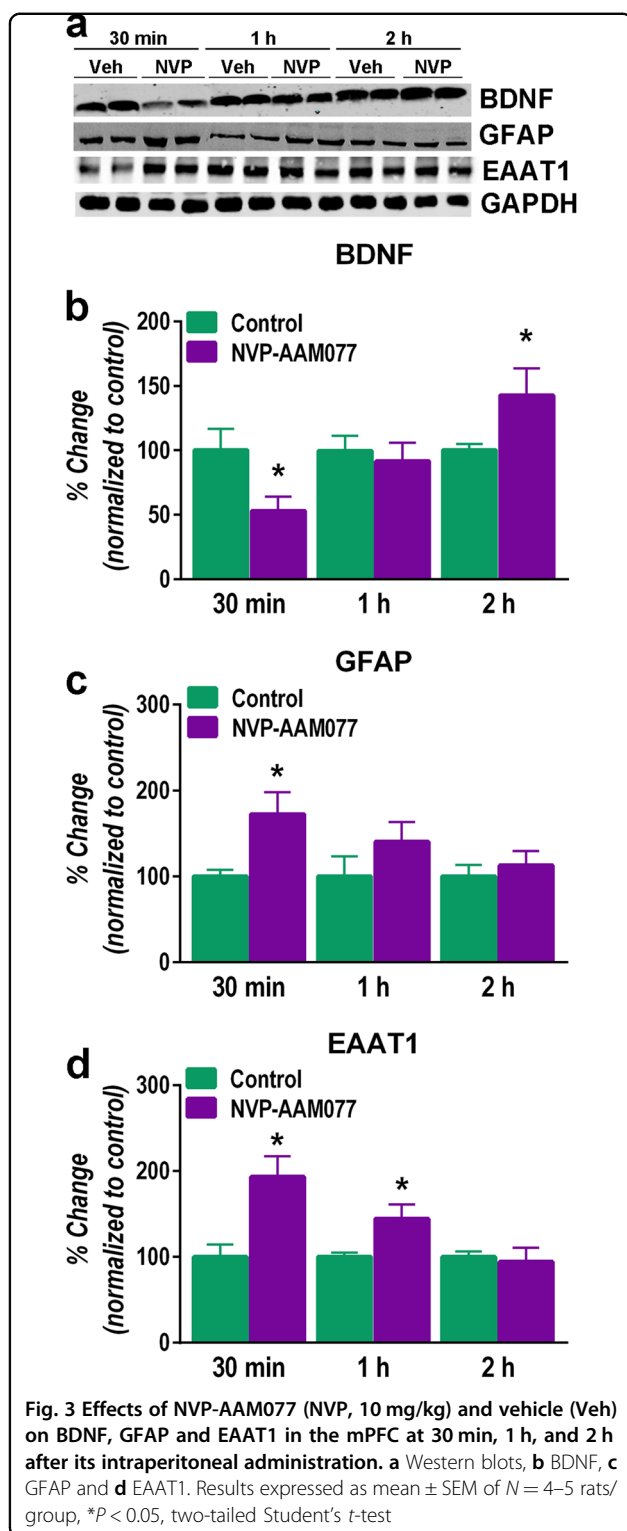 a
30 min 1 h 2 h
Veh NVP Veh NVP Veh NVP
BDNF
GFAP
EAAT1
GAPDH
BDNF
b
% Change
(normalized to control)
200
150
100
50
0
Control
NVP-AAM077
*
*
30 min 1 h 2 h
GFAP
c
% Change
(normalized to control)
300
200
100
0
Control
NVP-AAM077
*
30 min 1 h 2 h
EAAT1
d
% Change
(normalized to control)
300
200
100
0
Control
NVP-AAM077
*
*
30 min 1 h 2 h
Fig. 3 Effects of NVP-AAM077 (NVP, 10 mg/kg) and vehicle (Veh)
on BDNF, GFAP and EAAT1 in the mPFC at 30 min, 1 h, and 2 h
after its intraperitoneal administration. a Western blots, b BDNF, c
GFAP and d EAAT1. Results expressed as mean ± SEM of N = 4–5 rats/
group, *P < 0.05, two-tailed Student's t-test